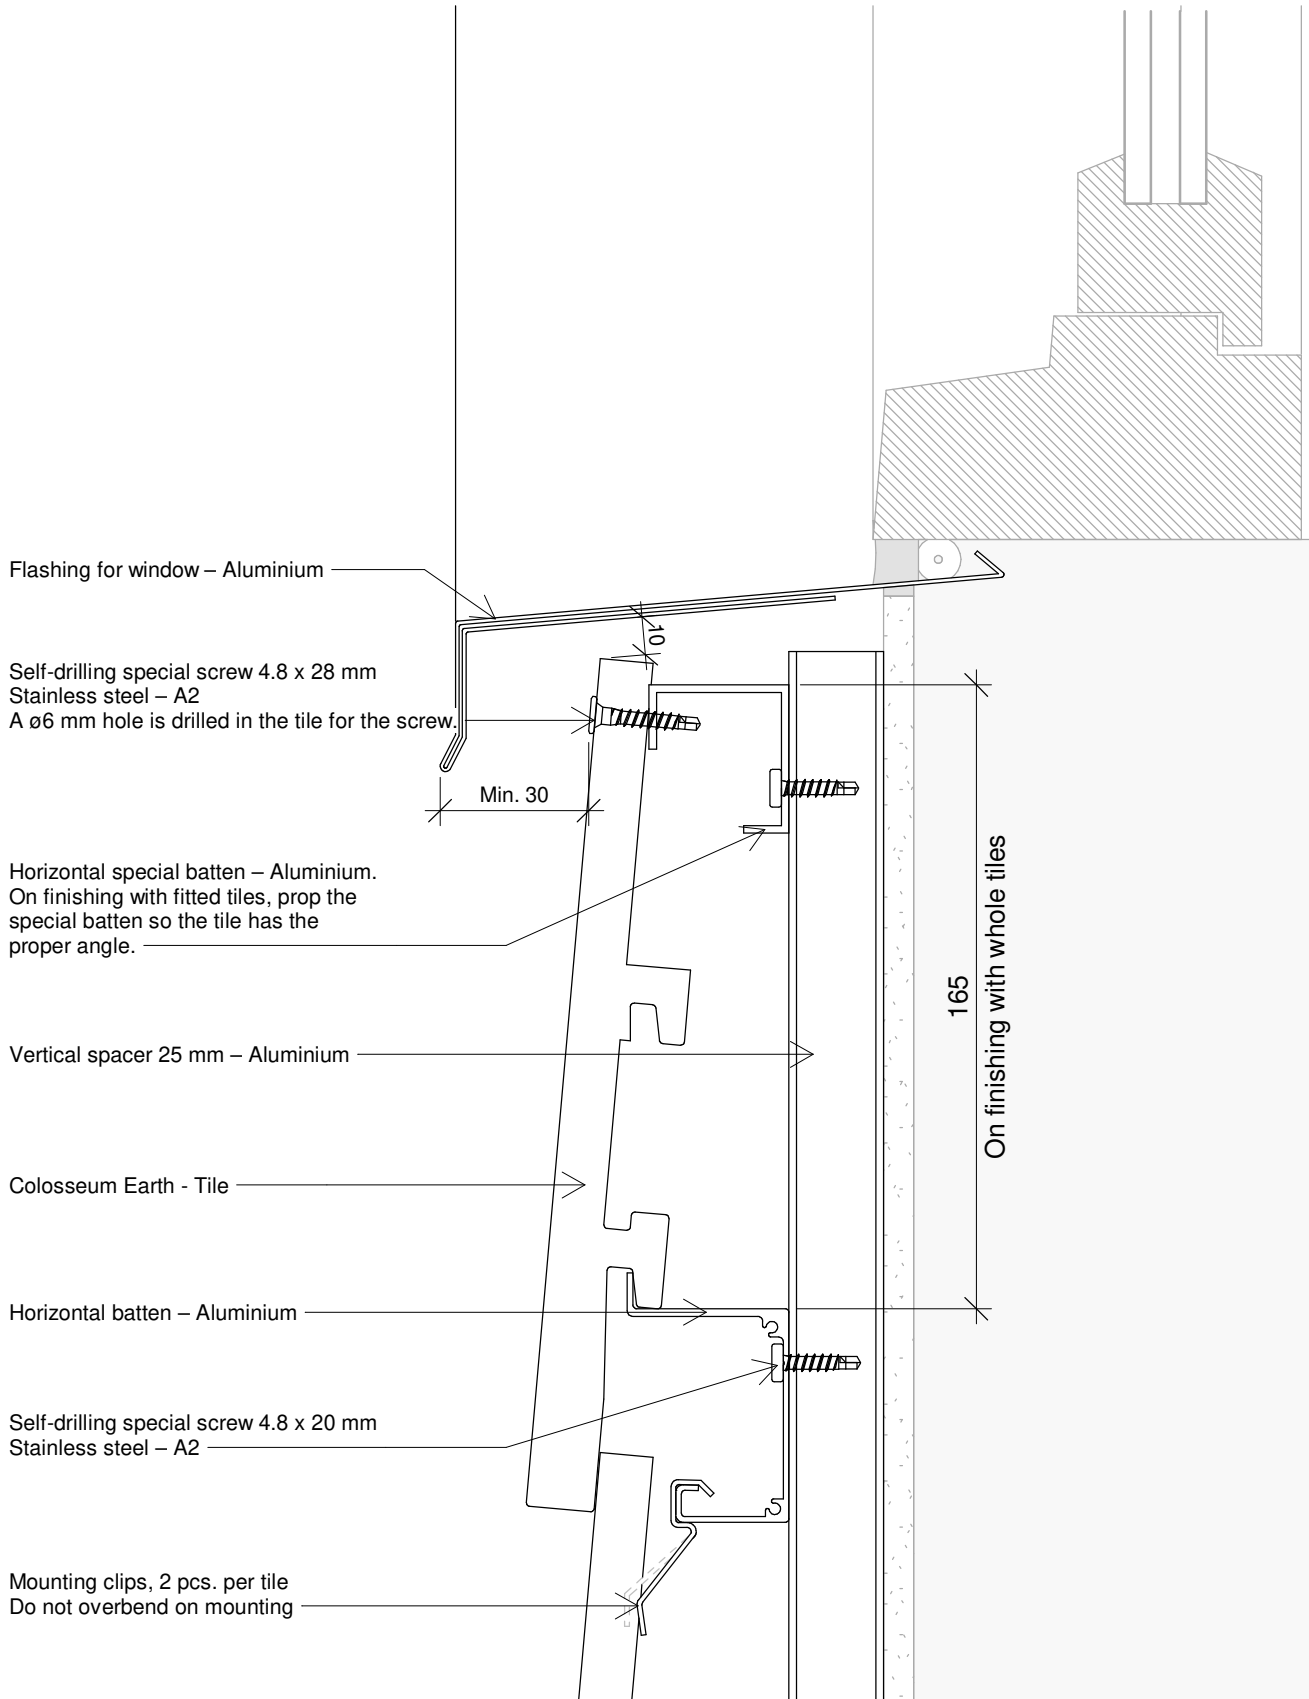 Flashing for window – Aluminium
10
Self-drilling special screw 4.8 x 28 mm
Stainless steel – A2
A ø6 mm hole is drilled in the tile for the screw.
Min. 30
Horizontal special batten – Aluminium.
On finishing with fitted tiles, prop the
special batten so the tile has the
proper angle.
165
On finishing with whole tiles
Vertical spacer 25 mm – Aluminium
Colosseum Earth - Tile
Horizontal batten – Aluminium
Self-drilling special screw 4.8 x 20 mm
Stainless steel – A2
Mounting clips, 2 pcs. per tile
Do not overbend on mounting